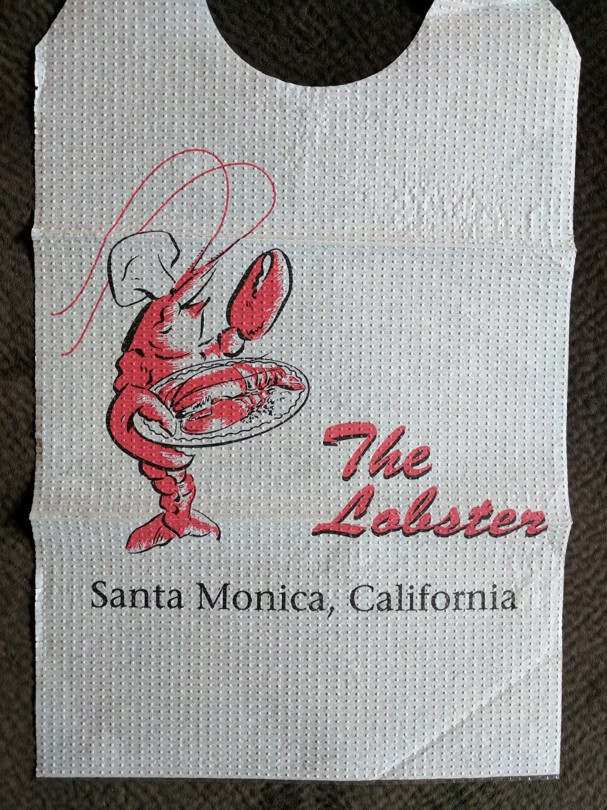 The
Lobster
Santa Monica, California